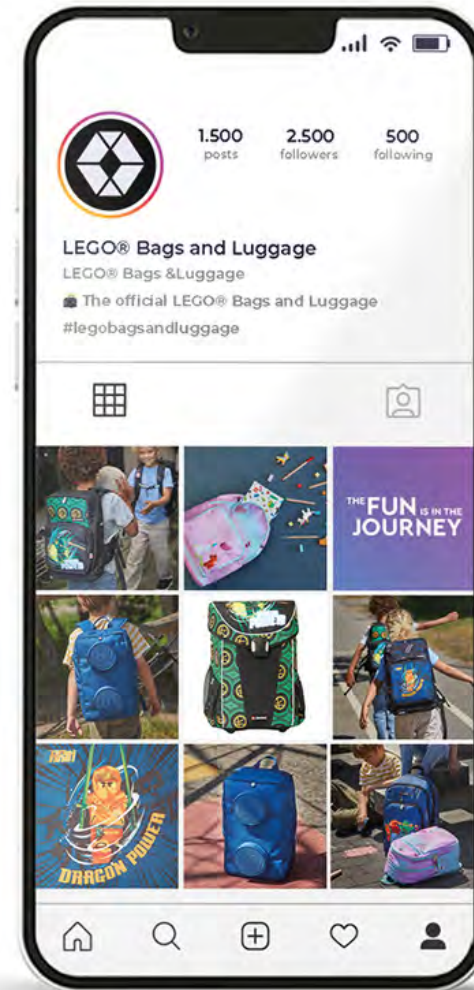 1.500 2.500 500
posts followers following
LEGO® Bags and Luggage
LEGO® Bags &Luggage
The official LEGO® Bags and Luggage
#legobagsandluggage
THE FUN IS IN THE
JOURNEY
DRAGON POWER